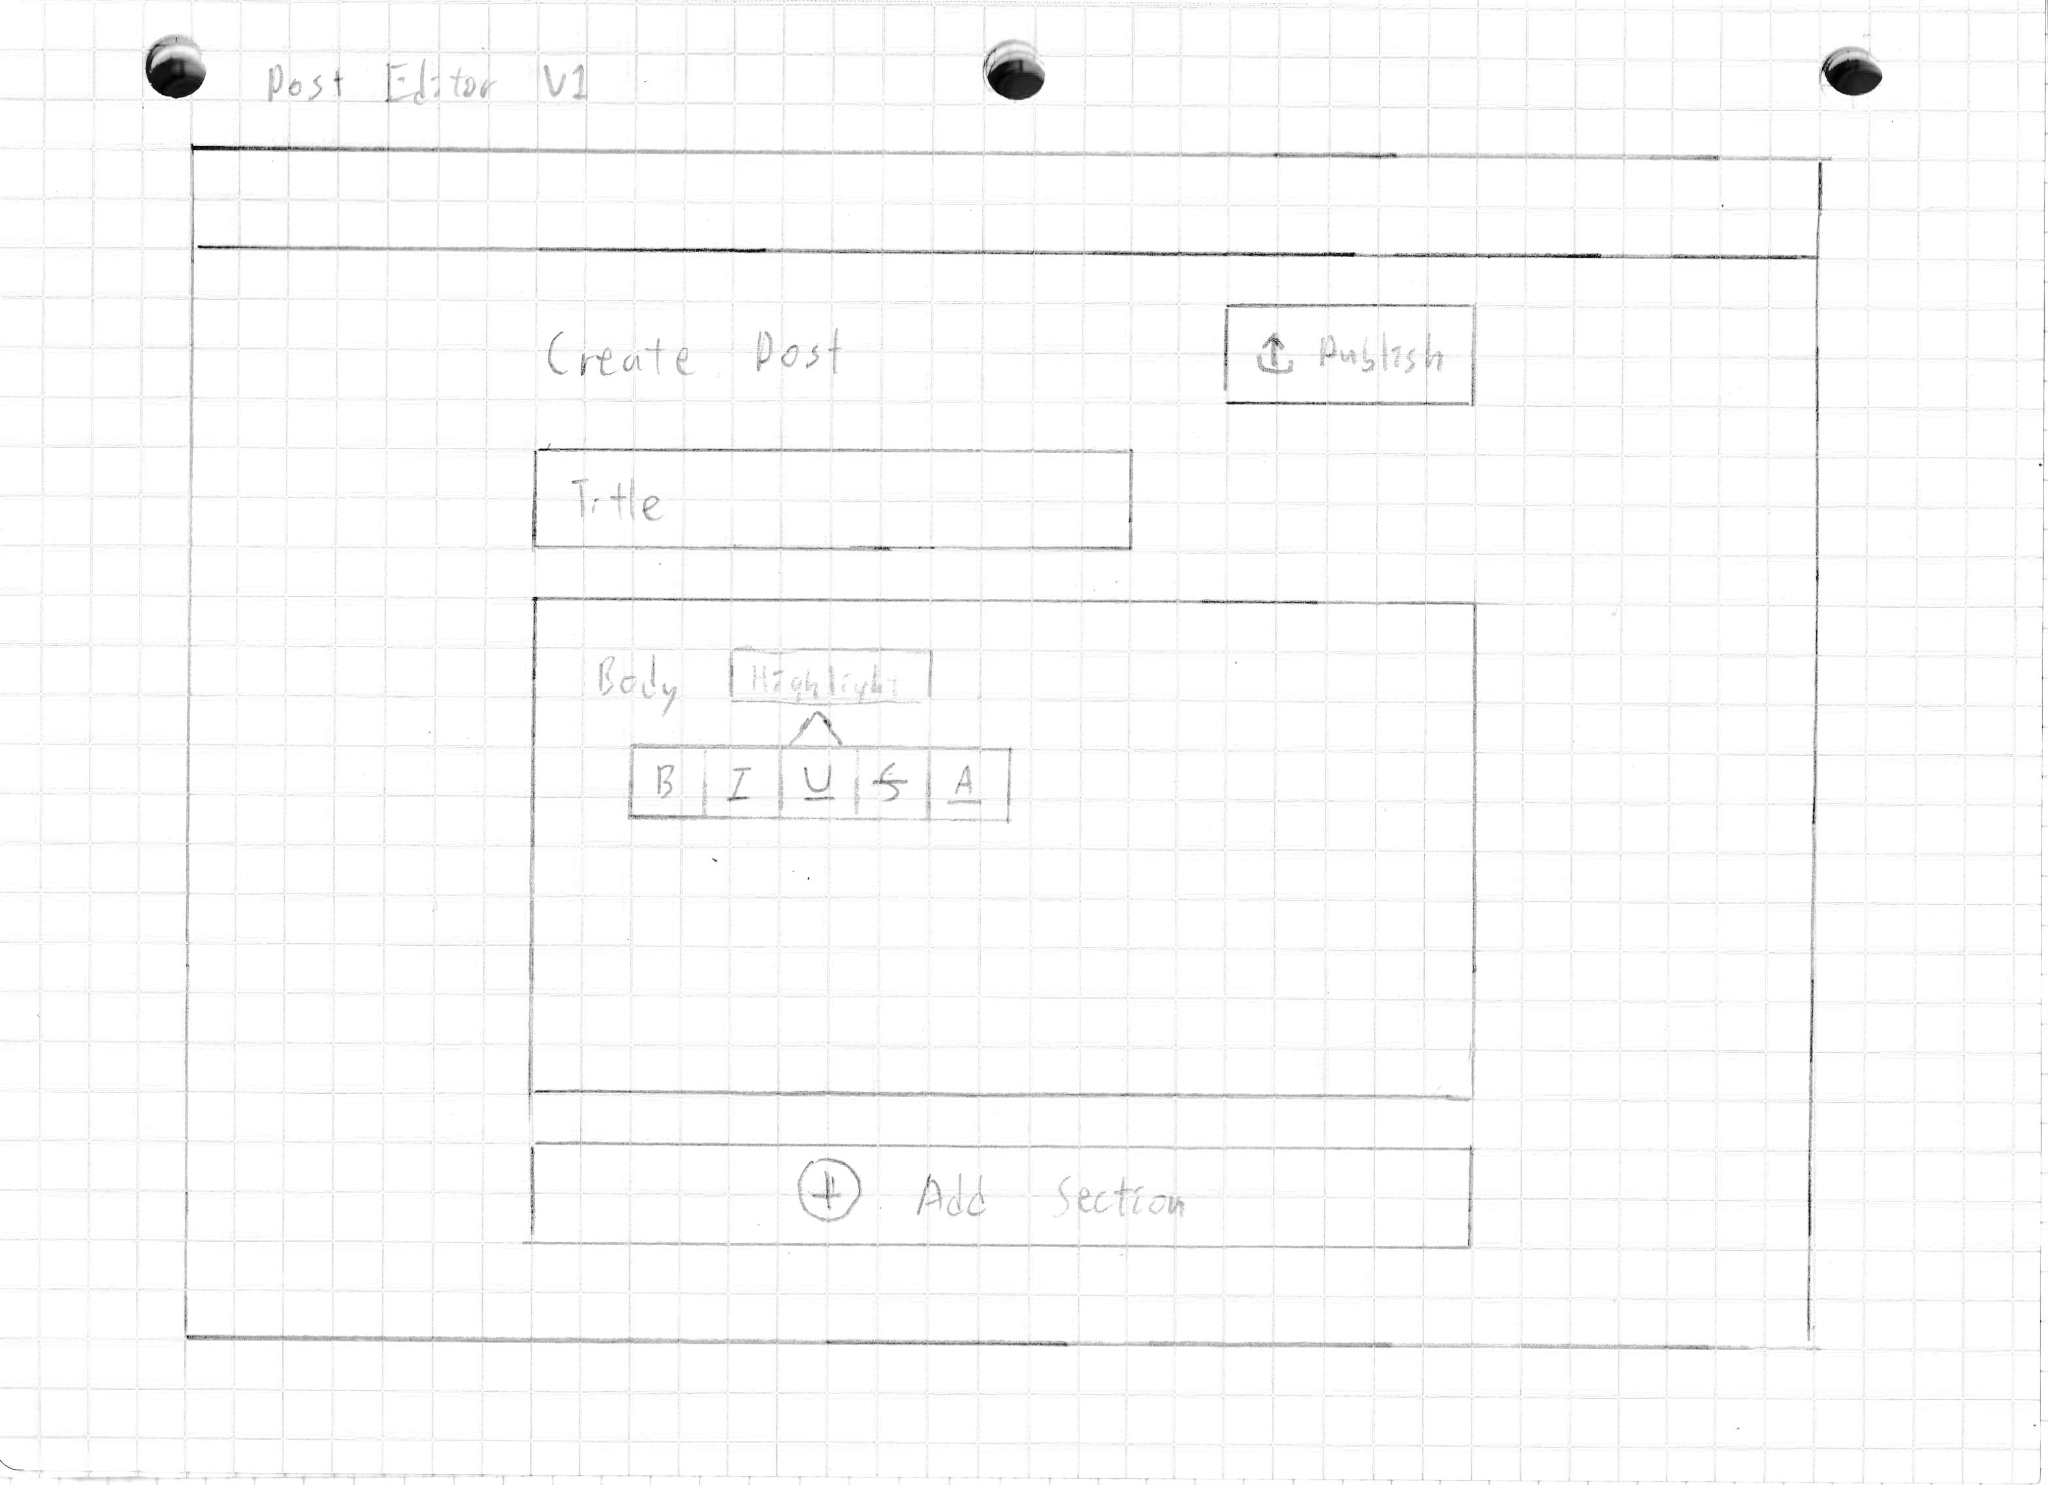 Post Editor V1
Create Post
Publish
Title
Body Highlight
B I U S A
Add Section